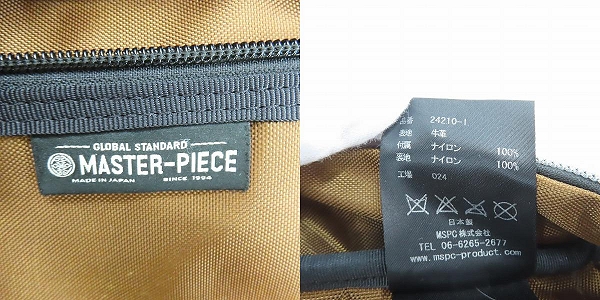 GLOBAL STANDARD
MASTER-PIECE
MADE IN JAPAN SINCE 1994
品番 24210-1
表地 牛革
付属 ナイロン 100%
裏地 ナイロン 100%
工場 024
日本製
MSPC株式会社
TEL 06-6265-2677
www.mspc-product.com